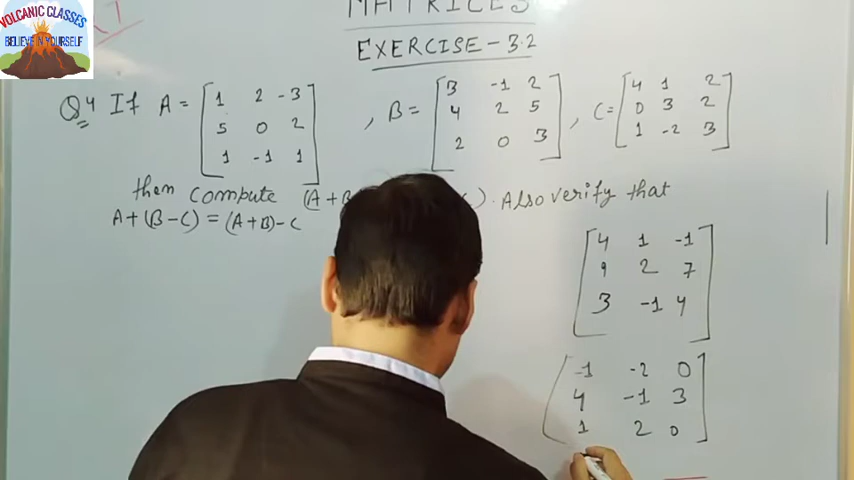 VOLCANIC CLASSES
BELIEVE IN YOURSELF
MATRICES
EXERCISE - 3.2
Q4 If A = [ 1 2 -3 , B = [ 3 -1 2 , C = [ 4 1 2
5 0 2 4 2 5 0 3 2
1 -1 1 ] 2 0 3 ] 1 -2 3 ]
then compute (A+B C). Also verify that
A+(B-C) = (A+B)-C
[ 4 1 -1
9 2 7
3 -1 4 ]
[ -1 -2 0
4 -1 3
1 2 0 ]